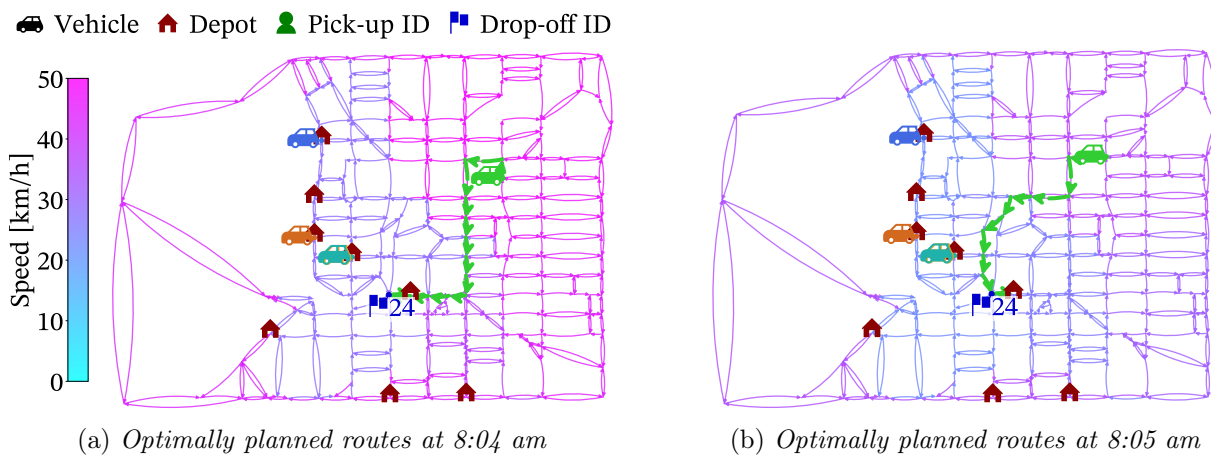 Vehicle Depot Pick-up ID Drop-off ID
Speed [km/h]
50
40
30
20
10
0
24
24
(a) Optimally planned routes at 8:04 am
(b) Optimally planned routes at 8:05 am